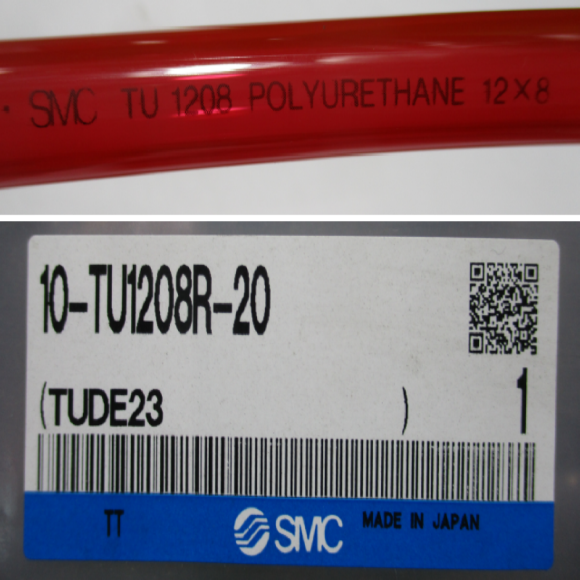 SMC TU 1208 POLYURETHANE 12×8
10-TU1208R-20
(TUDE23 )
1
TT SMC MADE IN JAPAN